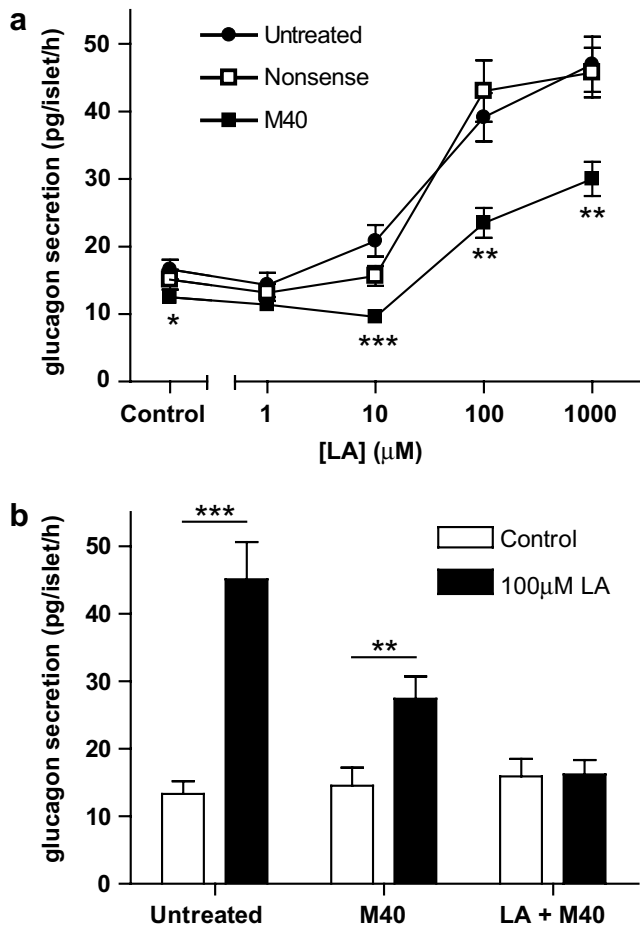 a
Untreated
Nonsense
M40
glucagon secretion (pg/islet/h)
50
40
30
20
10
0
*
***
**
**
Control 1 10 100 1000
[LA] (μM)
b
Control
100μM LA
glucagon secretion (pg/islet/h)
50
40
30
20
10
0
***
**
Untreated M40 LA + M40